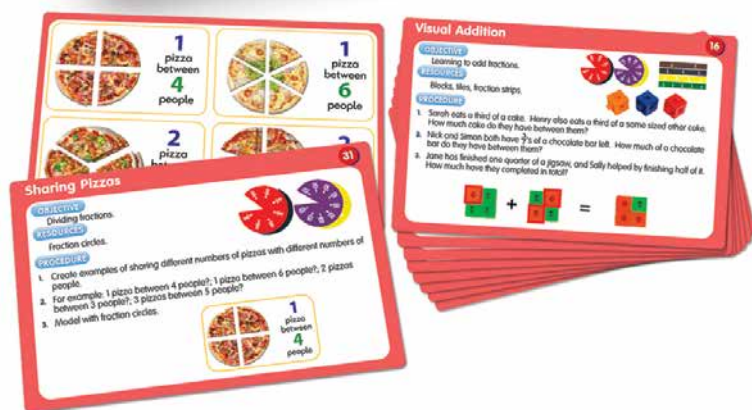 1
pizza
between
4
people
1
pizza
between
6
people
2
pizza
Sharing Pizzas
31
OBJECTIVE
Dividing fractions.
RESOURCES
Fraction circles.
PROCEDURE
1. Create examples of sharing different numbers of pizzas with different numbers of
people.
2. For example: 1 pizza between 4 people?; 1 pizza between 6 people?; 2 pizzas
between 3 people?; 3 pizzas between 5 people?
3. Model with fraction circles.
1
pizza
between
4
people
Visual Addition
16
OBJECTIVE
Learning to add fractions.
RESOURCES
Blocks, tiles, fraction strips.
PROCEDURE
1. Sarah eats a third of a cake. Henry also eats a third of a same sized other cake.
How much cake do they have between them?
2. Nick and Simon both have 's of a chocolate bar left. How much of a chocolate
bar do they have between them?
3. Jane has finished one quarter of a jigsaw, and Sally helped by finishing half of it.
How much have they completed in total?
+ =